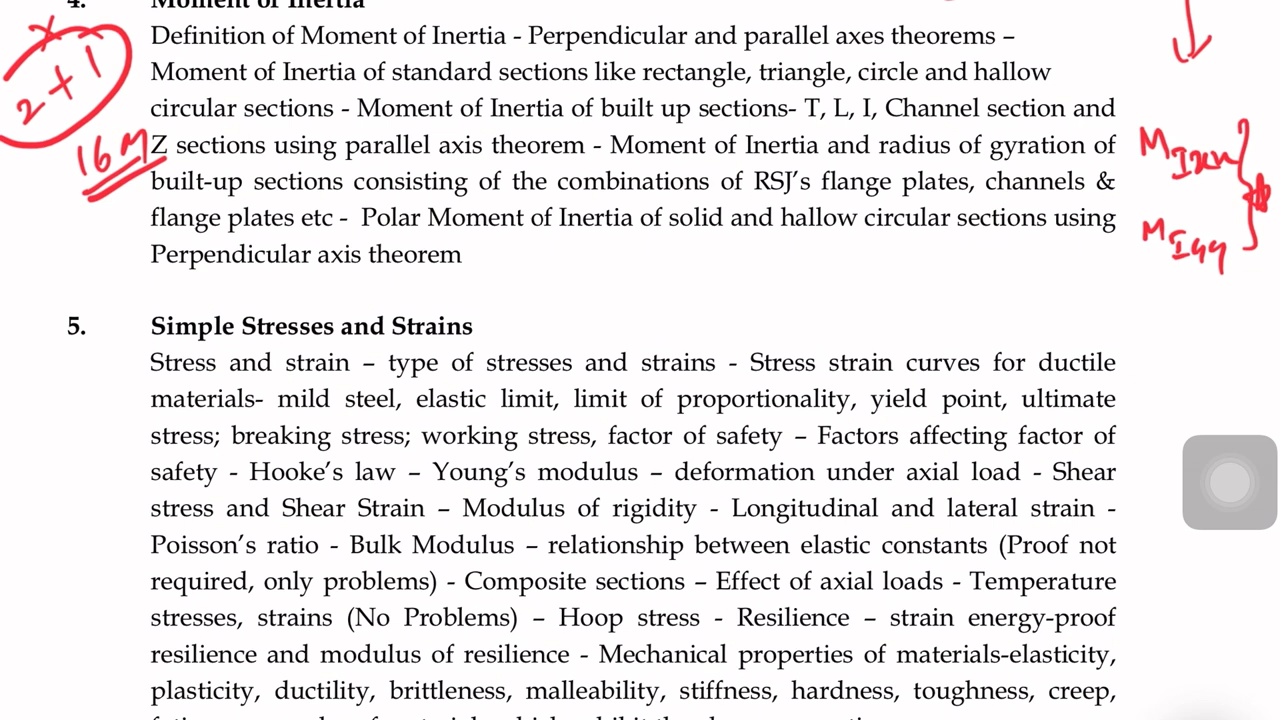 4. Moment of Inertia
Definition of Moment of Inertia - Perpendicular and parallel axes theorems –
Moment of Inertia of standard sections like rectangle, triangle, circle and hallow
circular sections - Moment of Inertia of built up sections- T, L, I, Channel section and
Z sections using parallel axis theorem - Moment of Inertia and radius of gyration of
built-up sections consisting of the combinations of RSJ’s flange plates, channels &
flange plates etc - Polar Moment of Inertia of solid and hallow circular sections using
Perpendicular axis theorem
2 + 1
16 M
5. Simple Stresses and Strains
Stress and strain – type of stresses and strains - Stress strain curves for ductile
materials- mild steel, elastic limit, limit of proportionality, yield point, ultimate
stress; breaking stress; working stress, factor of safety – Factors affecting factor of
safety - Hooke’s law – Young’s modulus – deformation under axial load - Shear
stress and Shear Strain – Modulus of rigidity - Longitudinal and lateral strain -
Poisson’s ratio - Bulk Modulus – relationship between elastic constants (Proof not
required, only problems) - Composite sections – Effect of axial loads - Temperature
stresses, strains (No Problems) – Hoop stress - Resilience – strain energy-proof
resilience and modulus of resilience - Mechanical properties of materials-elasticity,
plasticity, ductility, brittleness, malleability, stiffness, hardness, toughness, creep,